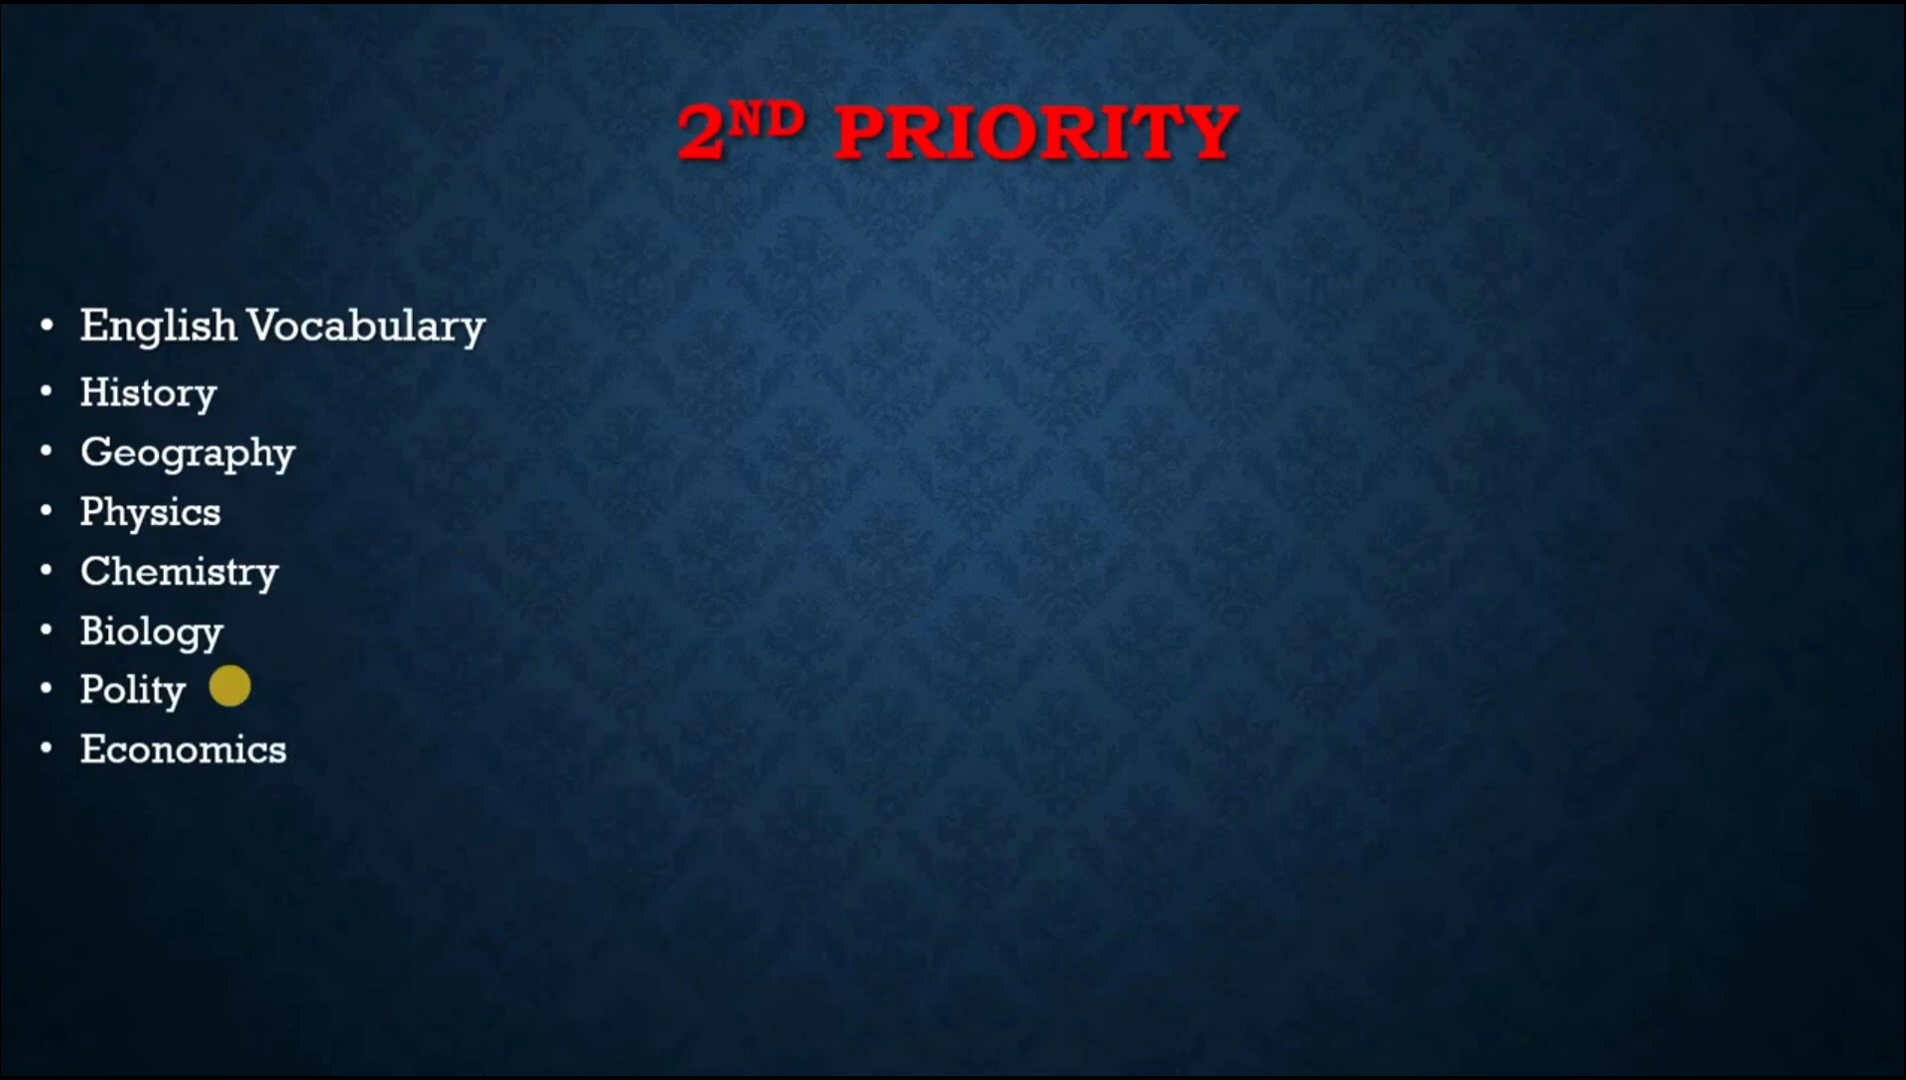 2ND PRIORITY
• English Vocabulary
• History
• Geography
• Physics
• Chemistry
• Biology
• Polity
• Economics